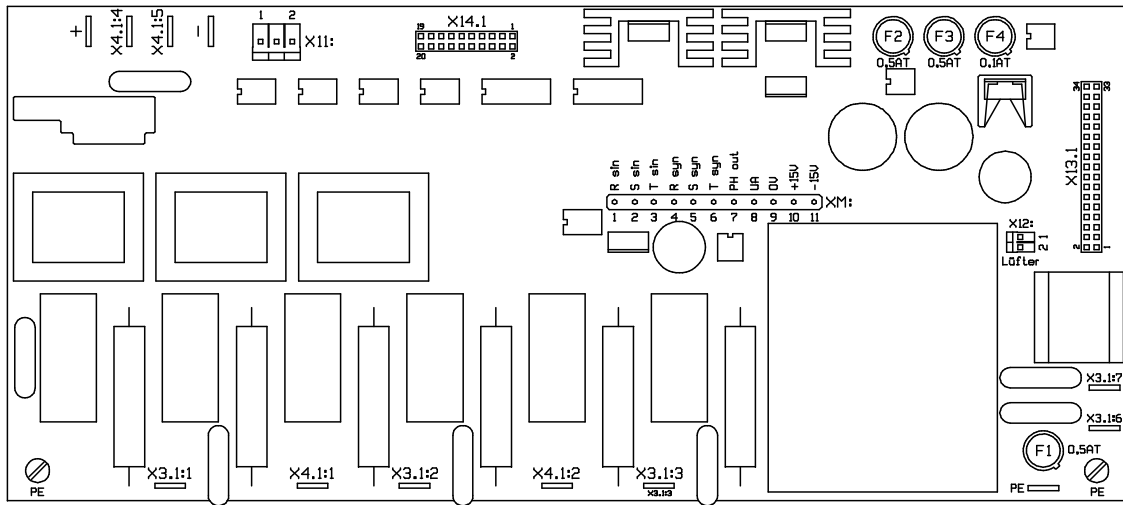 +
X4.1:4
X4.1:5
-
1 2
X11:
X14.1
19 1
20 2
F2 F3 F4
0.5AT 0.5AT 0.1AT
34 33
X13.1
2 1
R sin
S sin
T sin
R syn
S syn
T syn
PH out
UA
0V
+15V
-15V
XM:
1 2 3 4 5 6 7 8 9 10 11
X12:
2 1
Lüfter
X3.1:7
X3.1:6
F1 0.5AT
PE
X3.1:1
X4.1:1
X3.1:2
X4.1:2
X3.1:3
X3.1:3
PE
PE